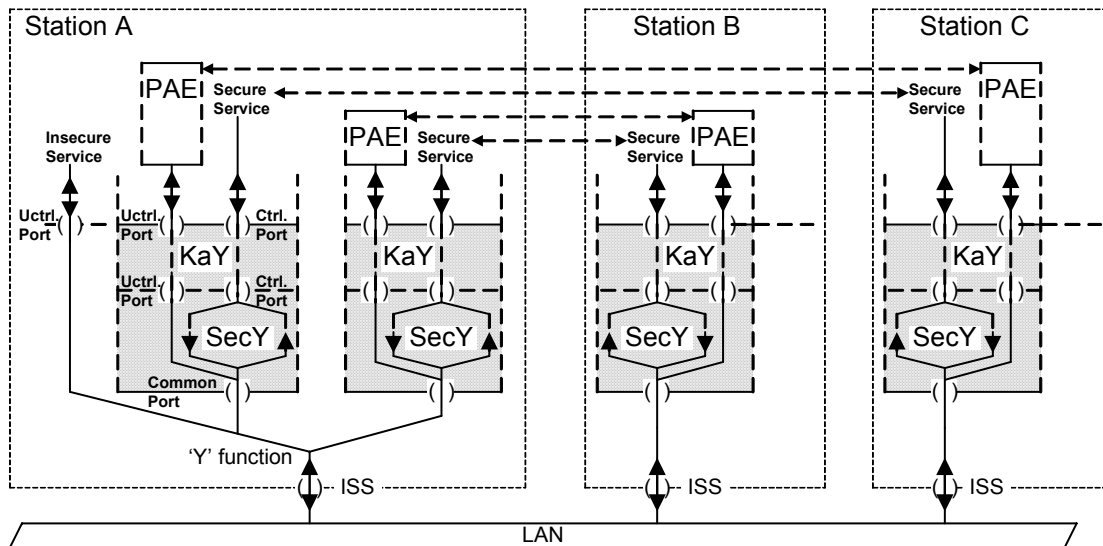 Station A
Station B
Station C
PAE
Secure
Service
Insecure
Service
PAE
Secure
Service
Secure
Service
PAE
Secure
Service
PAE
Uctrl.
Port
Uctrl.
Port
Ctrl.
Port
KaY
KaY
KaY
KaY
Uctrl.
Port
Ctrl.
Port
SecY
SecY
SecY
SecY
Common
Port
'Y' function
ISS
ISS
ISS
LAN